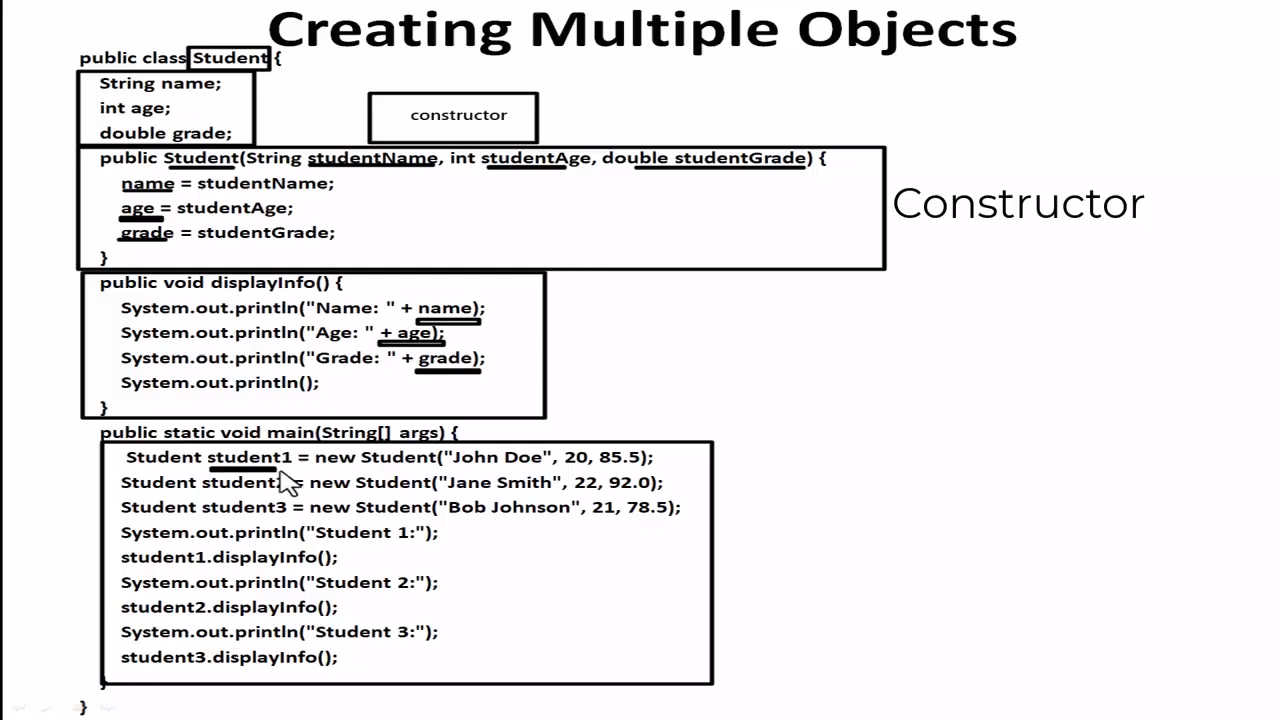 Creating Multiple Objects
public class Student {
String name;
int age;
double grade;
constructor
public Student(String studentName, int studentAge, double studentGrade) {
name = studentName;
age = studentAge;
grade = studentGrade;
}
Constructor
public void displayInfo() {
System.out.println("Name: " + name);
System.out.println("Age: " + age);
System.out.println("Grade: " + grade);
System.out.println();
}
public static void main(String[] args) {
Student student1 = new Student("John Doe", 20, 85.5);
Student student2 = new Student("Jane Smith", 22, 92.0);
Student student3 = new Student("Bob Johnson", 21, 78.5);
System.out.println("Student 1:");
student1.displayInfo();
System.out.println("Student 2:");
student2.displayInfo();
System.out.println("Student 3:");
student3.displayInfo();
}
}